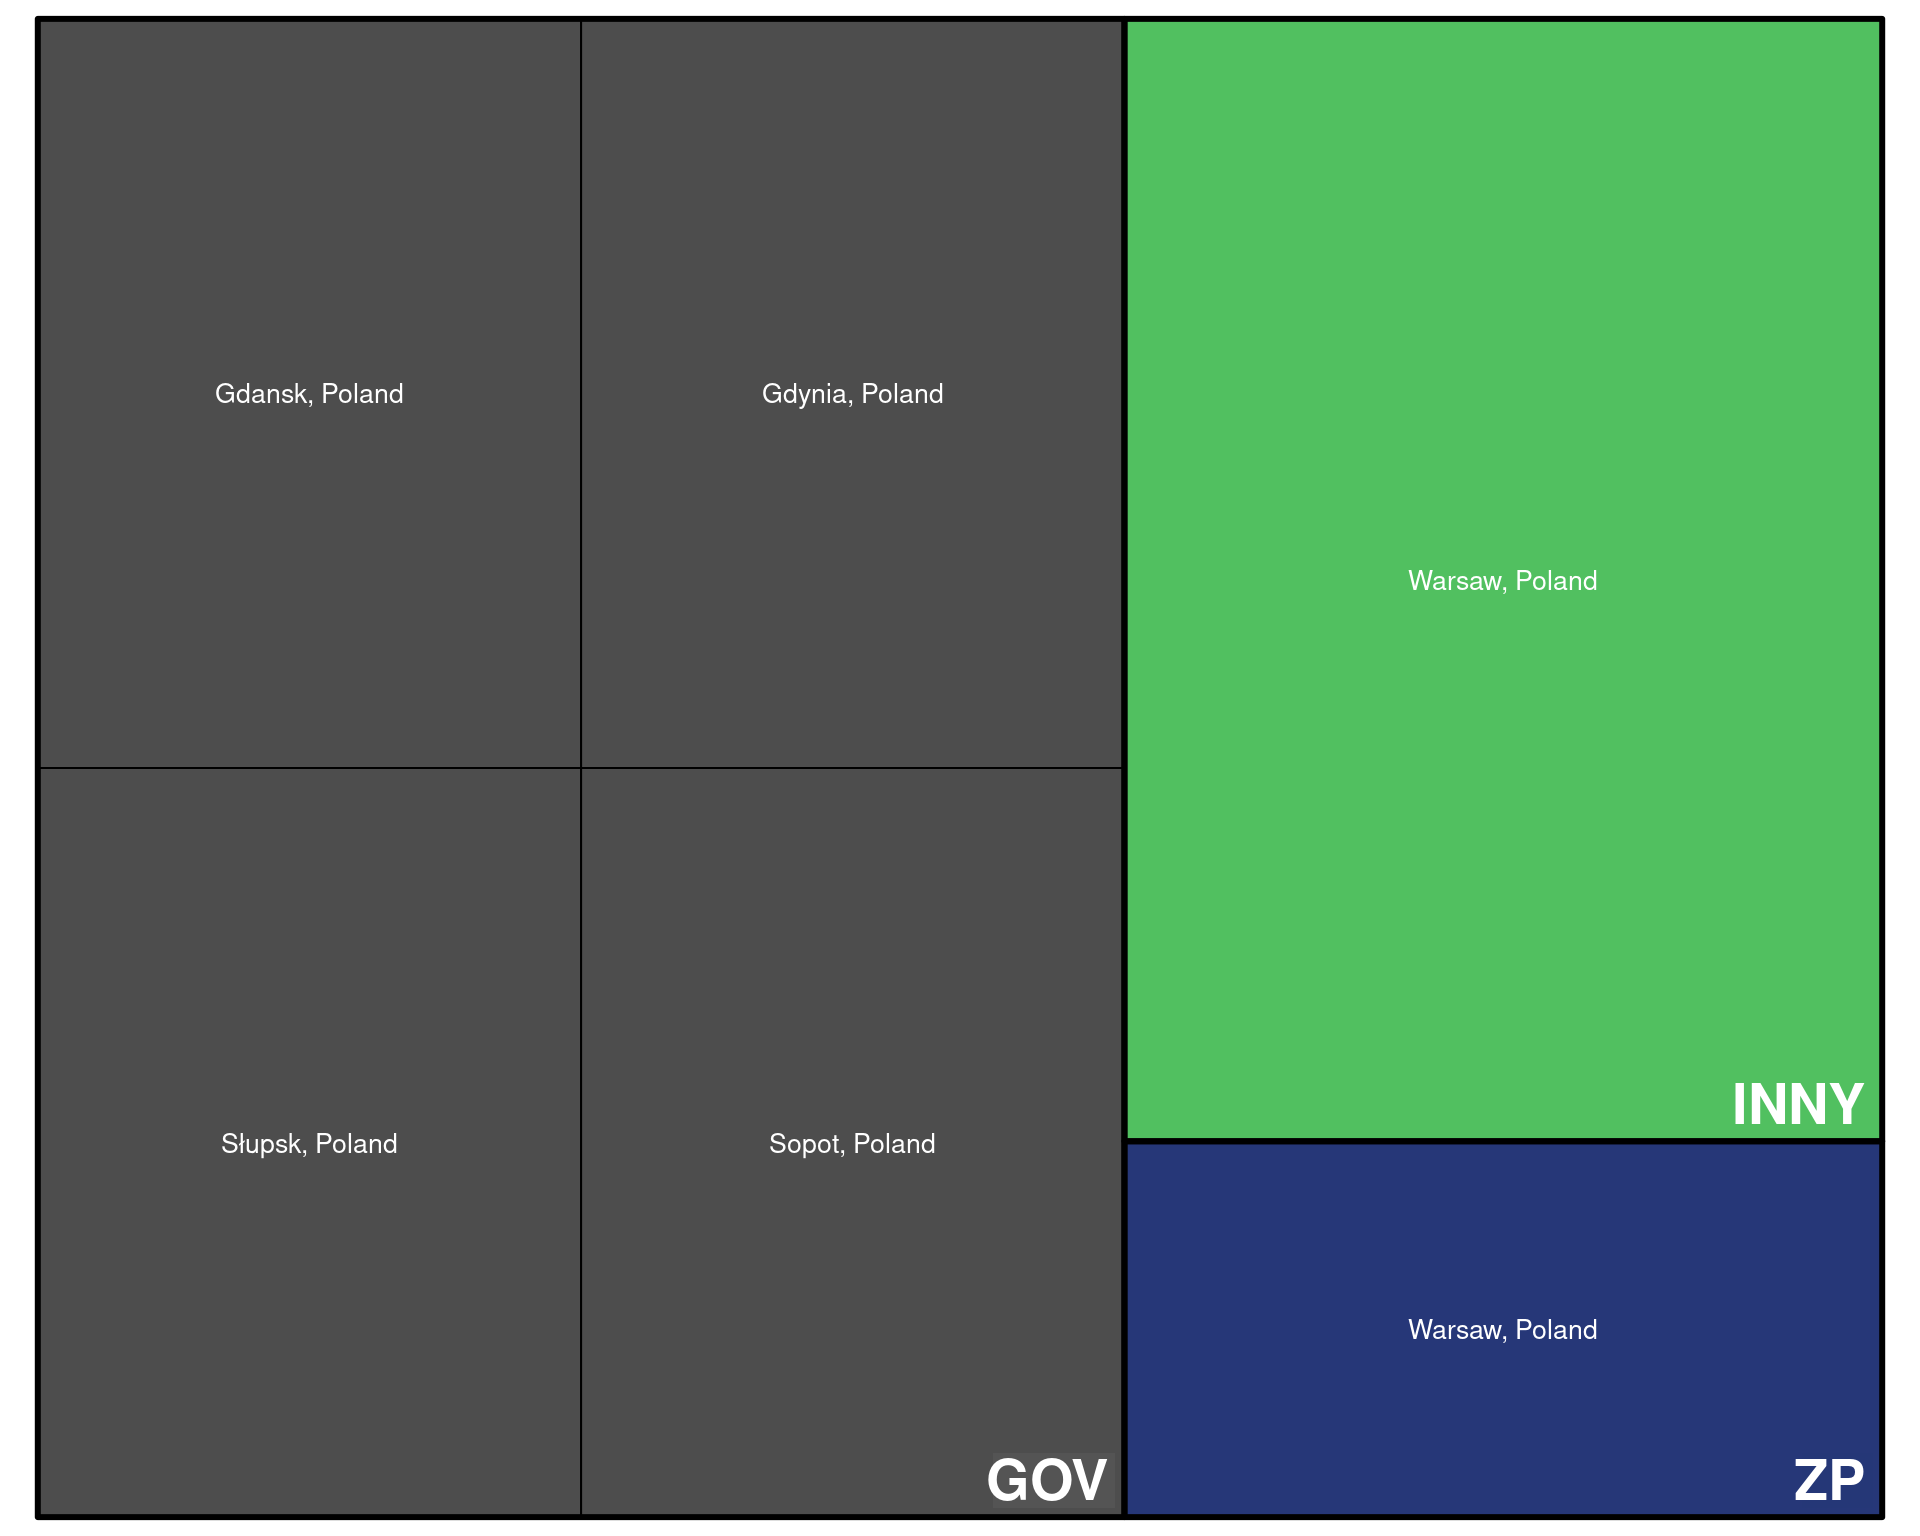 Gdansk, Poland
Gdynia, Poland
Słupsk, Poland
Sopot, Poland
GOV
Warsaw, Poland
INNY
Warsaw, Poland
ZP